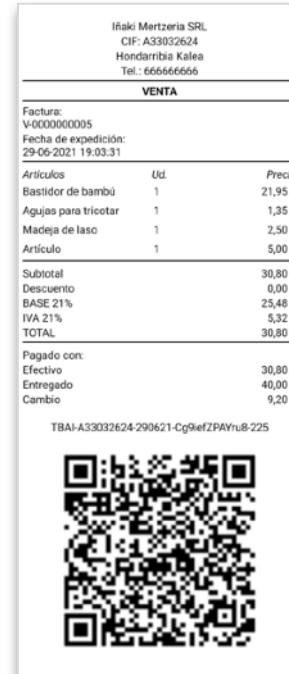 Iñaki Mertzeria SRL
CIF: A33032624
Hondarribia Kalea
Tel.: 666666666
VENTA
Factura:
V-0000000005
Fecha de expedición:
29-06-2021 19:03:31
Artículos Ud. Preci
Bastidor de bambú 1 21,95
Agujas para tricotar 1 1,35
Madeja de laso 1 2,50
Artículo 1 5,00
Subtotal 30,80
Descuento 0,00
BASE 21% 25,48
IVA 21% 5,32
TOTAL 30,80
Pagado con:
Efectivo 30,80
Entregado 40,00
Cambio 9,20
TBAI-A33032624-290621-Cg9iefZPAYru8-225